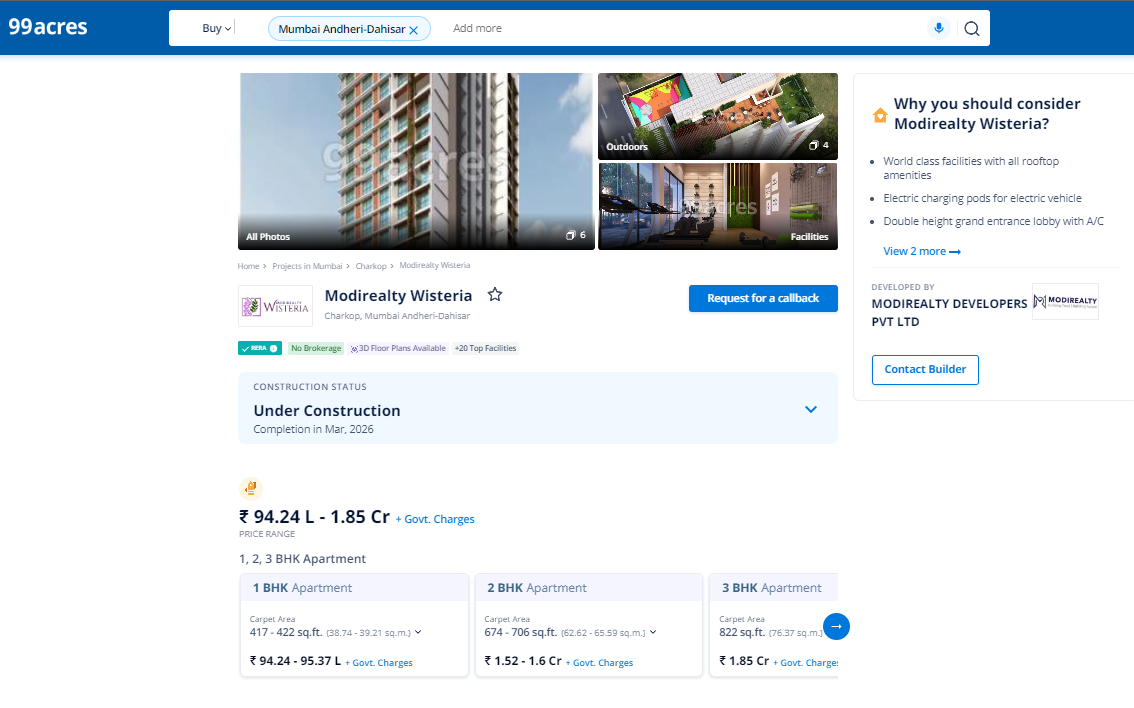 99acres
Buy
Mumbai Andheri-Dahisar
Add more
99acres
All Photos
6
99acres
Outdoors
4
99acres
Facilities
Why you should consider
Modirealty Wisteria?
World class facilities with all rooftop
amenities
Electric charging pods for electric vehicle
Double height grand entrance lobby with A/C
View 2 more
DEVELOPED BY
MODIREALTY DEVELOPERS
PVT LTD
MODIREALTY
Contact Builder
Home > Projects in Mumbai > Charkop > Modirealty Wisteria
MODIREALTY
WISTERIA
Modirealty Wisteria
Charkop, Mumbai Andheri-Dahisar
Request for a callback
RERA
No Brokerage
3D Floor Plans Available
+20 Top Facilities
CONSTRUCTION STATUS
Under Construction
Completion in Mar, 2026
₹ 94.24 L - 1.85 Cr + Govt. Charges
PRICE RANGE
1, 2, 3 BHK Apartment
1 BHK Apartment
Carpet Area
417 - 422 sq.ft. (38.74 - 39.21 sq.m.)
₹ 94.24 - 95.37 L + Govt. Charges
2 BHK Apartment
Carpet Area
674 - 706 sq.ft. (62.62 - 65.59 sq.m.)
₹ 1.52 - 1.6 Cr + Govt. Charges
3 BHK Apartment
Carpet Area
822 sq.ft. (76.37 sq.m.)
₹ 1.85 Cr + Govt. Charges